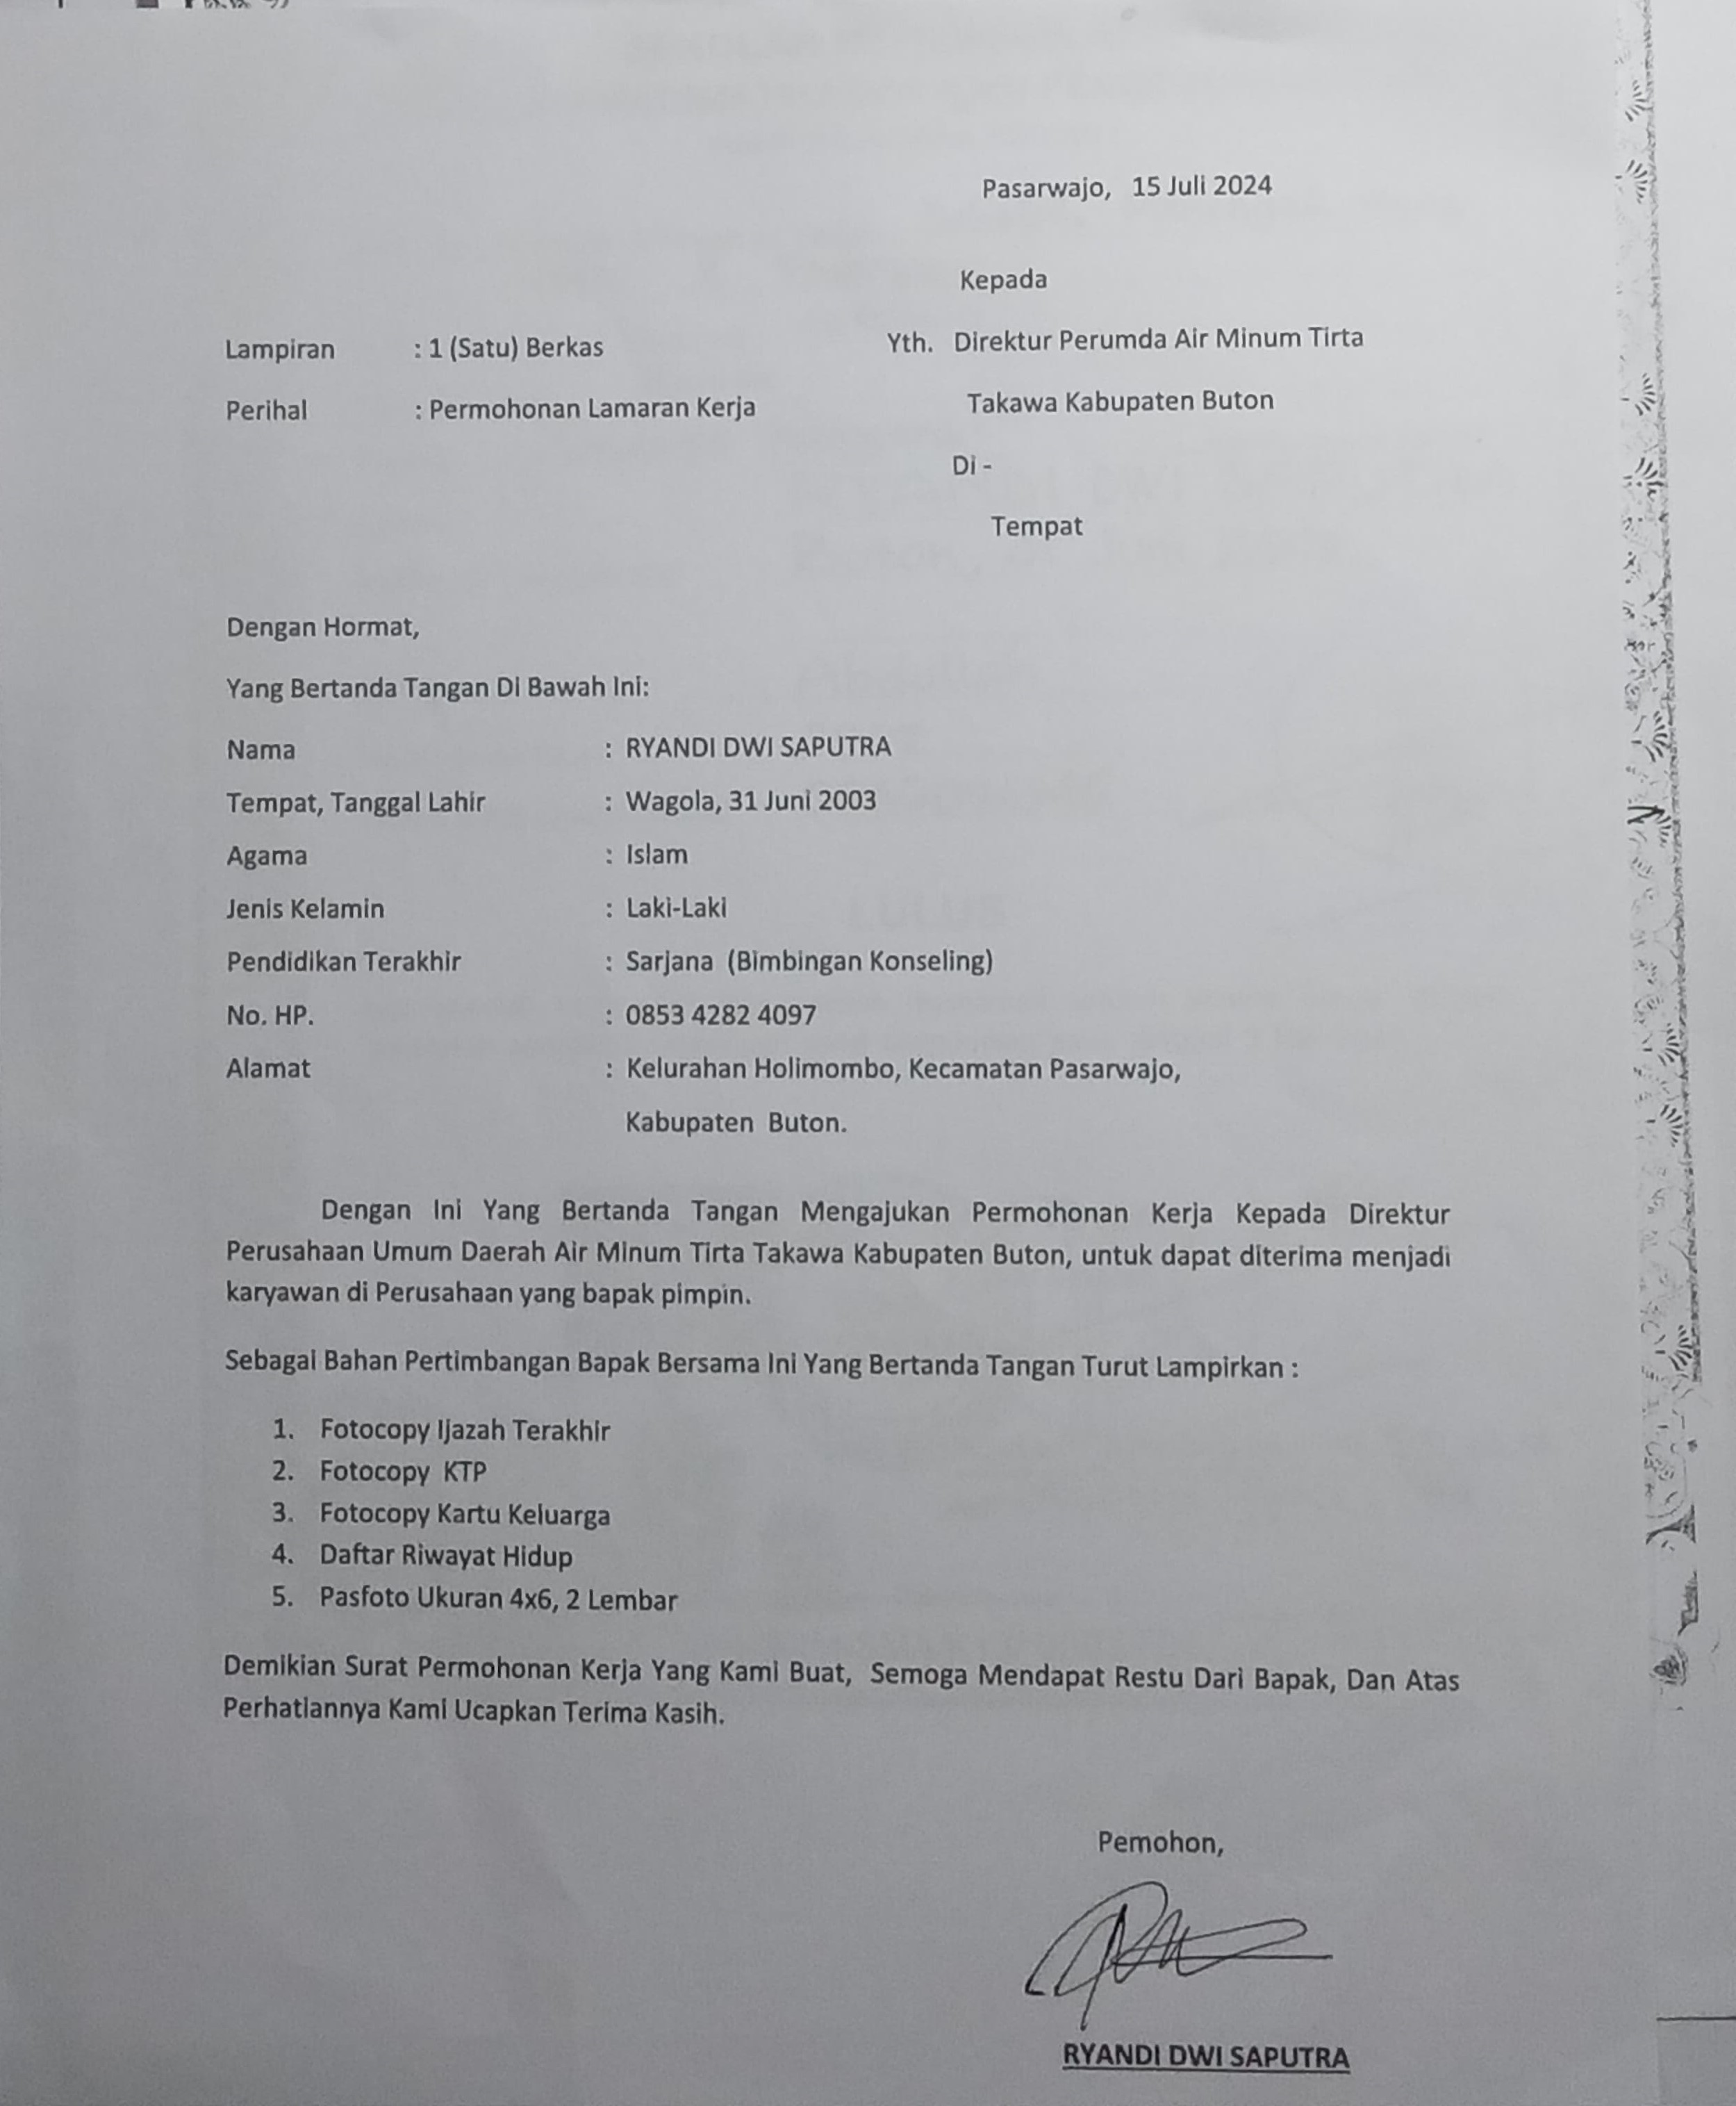 Pasarwajo, 15 Juli 2024
Kepada
Lampiran : 1 (Satu) Berkas
Yth. Direktur Perumda Air Minum Tirta
Perihal : Permohonan Lamaran Kerja
Takawa Kabupaten Buton
Di -
Tempat
Dengan Hormat,
Yang Bertanda Tangan Di Bawah Ini:
Nama : RYANDI DWI SAPUTRA
Tempat, Tanggal Lahir : Wagola, 31 Juni 2003
Agama : Islam
Jenis Kelamin : Laki-Laki
Pendidikan Terakhir : Sarjana (Bimbingan Konseling)
No. HP. : 0853 4282 4097
Alamat : Kelurahan Holimombo, Kecamatan Pasarwajo,
Kabupaten Buton.
Dengan Ini Yang Bertanda Tangan Mengajukan Permohonan Kerja Kepada Direktur
Perusahaan Umum Daerah Air Minum Tirta Takawa Kabupaten Buton, untuk dapat diterima menjadi
karyawan di Perusahaan yang bapak pimpin.
Sebagai Bahan Pertimbangan Bapak Bersama Ini Yang Bertanda Tangan Turut Lampirkan :
1. Fotocopy Ijazah Terakhir
2. Fotocopy KTP
3. Fotocopy Kartu Keluarga
4. Daftar Riwayat Hidup
5. Pasfoto Ukuran 4x6, 2 Lembar
Demikian Surat Permohonan Kerja Yang Kami Buat, Semoga Mendapat Restu Dari Bapak, Dan Atas
Perhatiannya Kami Ucapkan Terima Kasih.
Pemohon,
RYANDI DWI SAPUTRA